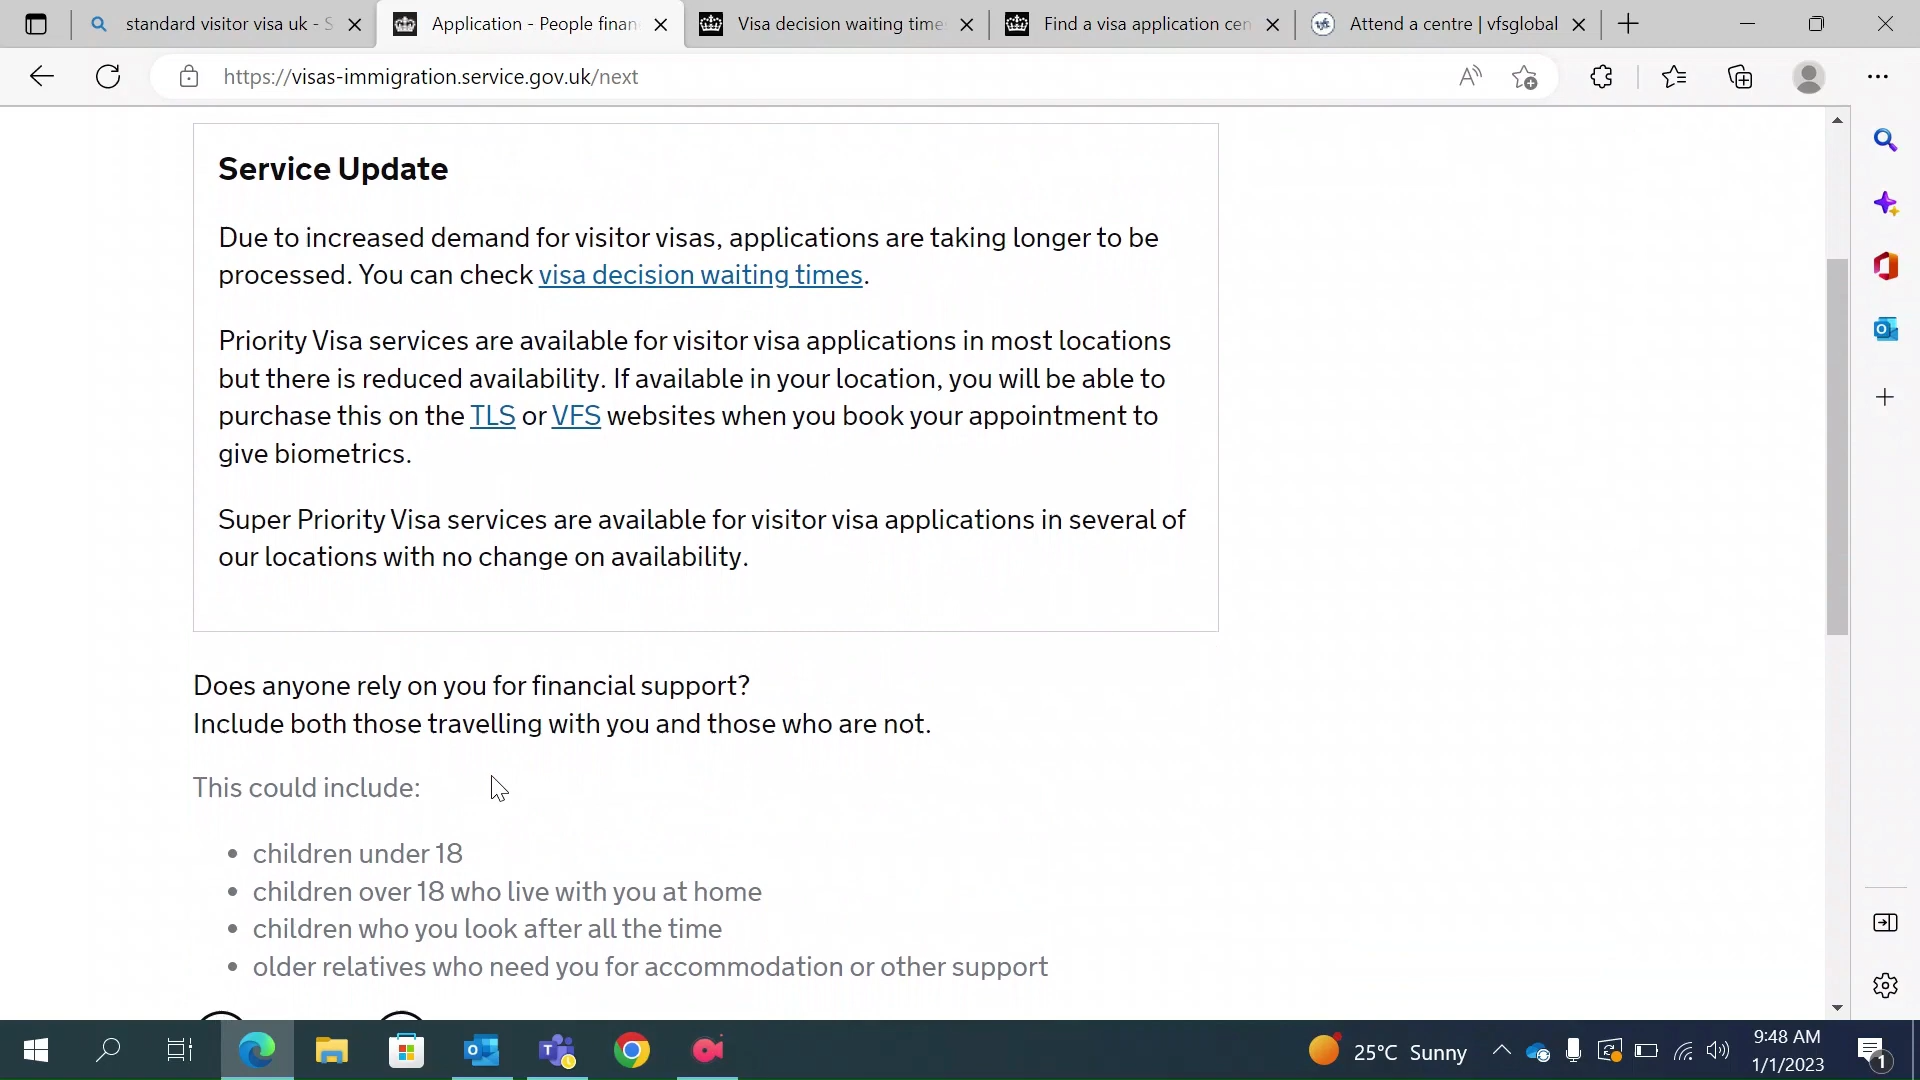 standard visitor visa uk - S
Application - People finan
Visa decision waiting time
Find a visa application cen
Attend a centre | vfsglobal
https://visas-immigration.service.gov.uk/next
Service Update
Due to increased demand for visitor visas, applications are taking longer to be
processed. You can check visa decision waiting times.
Priority Visa services are available for visitor visa applications in most locations
but there is reduced availability. If available in your location, you will be able to
purchase this on the TLS or VFS websites when you book your appointment to
give biometrics.
Super Priority Visa services are available for visitor visa applications in several of
our locations with no change on availability.
Does anyone rely on you for financial support?
Include both those travelling with you and those who are not.
This could include:
• children under 18
• children over 18 who live with you at home
• children who you look after all the time
• older relatives who need you for accommodation or other support
25°C Sunny
9:48 AM
1/1/2023
1